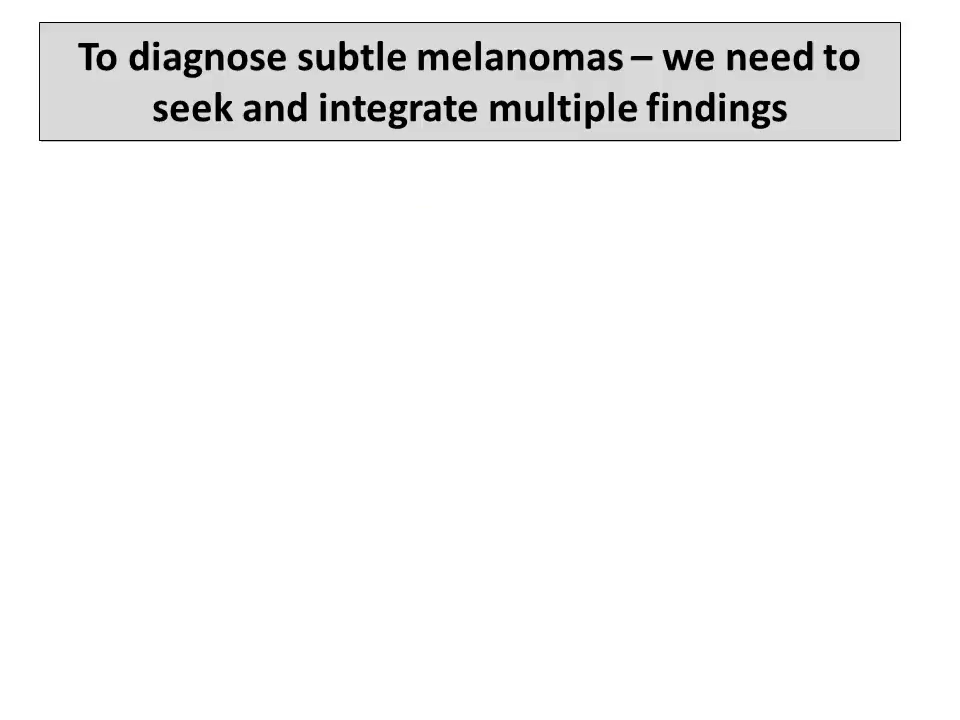 To diagnose subtle melanomas – we need to
seek and integrate multiple findings